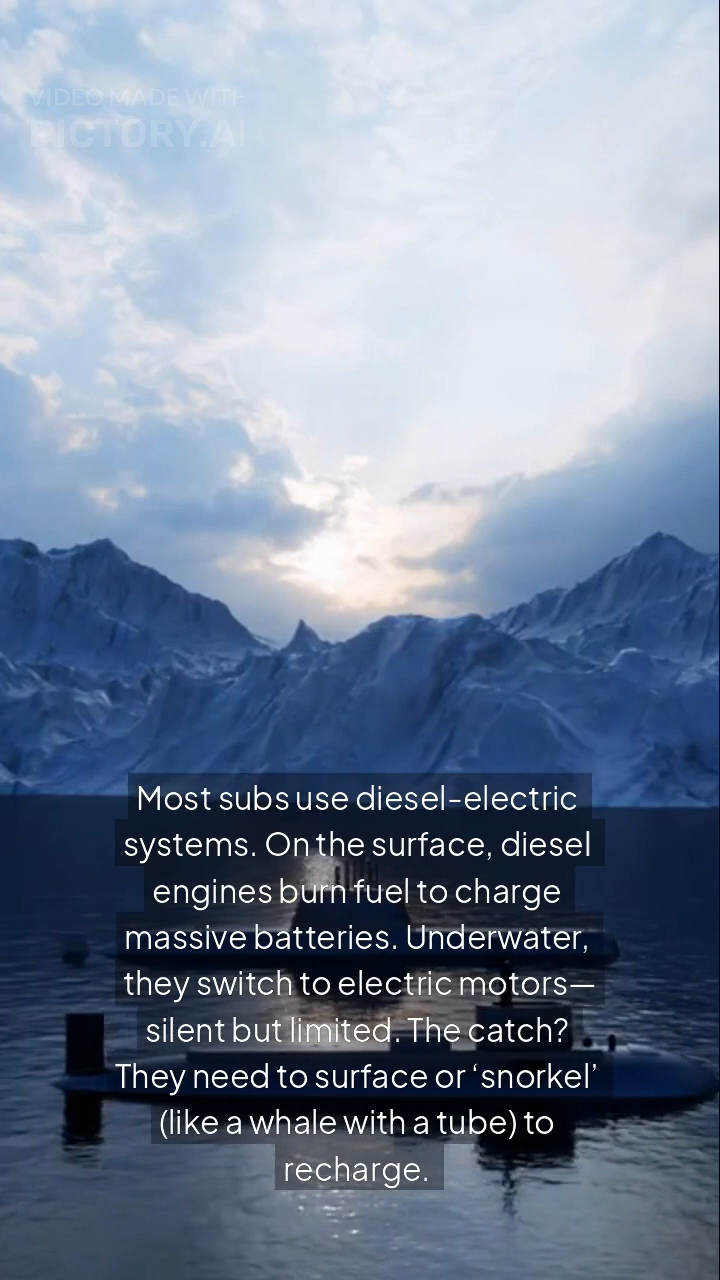 VIDEO MADE WITH
PICTORY.AI
Most subs use diesel-electric
systems. On the surface, diesel
engines burn fuel to charge
massive batteries. Underwater,
they switch to electric motors—
silent but limited. The catch?
They need to surface or ‘snorkel’
(like a whale with a tube) to
recharge.